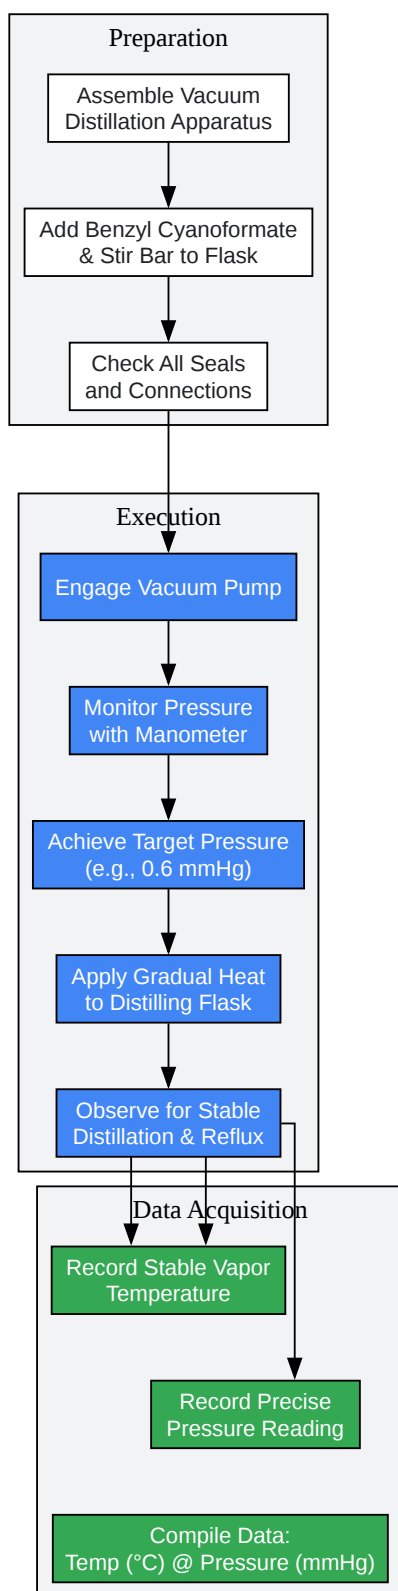 Preparation
Assemble Vacuum
Distillation Apparatus
Add Benzyl Cyanoformate
& Stir Bar to Flask
Check All Seals
and Connections
Execution
Engage Vacuum Pump
Monitor Pressure
with Manometer
Achieve Target Pressure
(e.g., 0.6 mmHg)
Apply Gradual Heat
to Distilling Flask
Observe for Stable
Distillation & Reflux
Data Acquisition
Record Stable Vapor
Temperature
Record Precise
Pressure Reading
Compile Data:
Temp (°C) @ Pressure (mmHg)